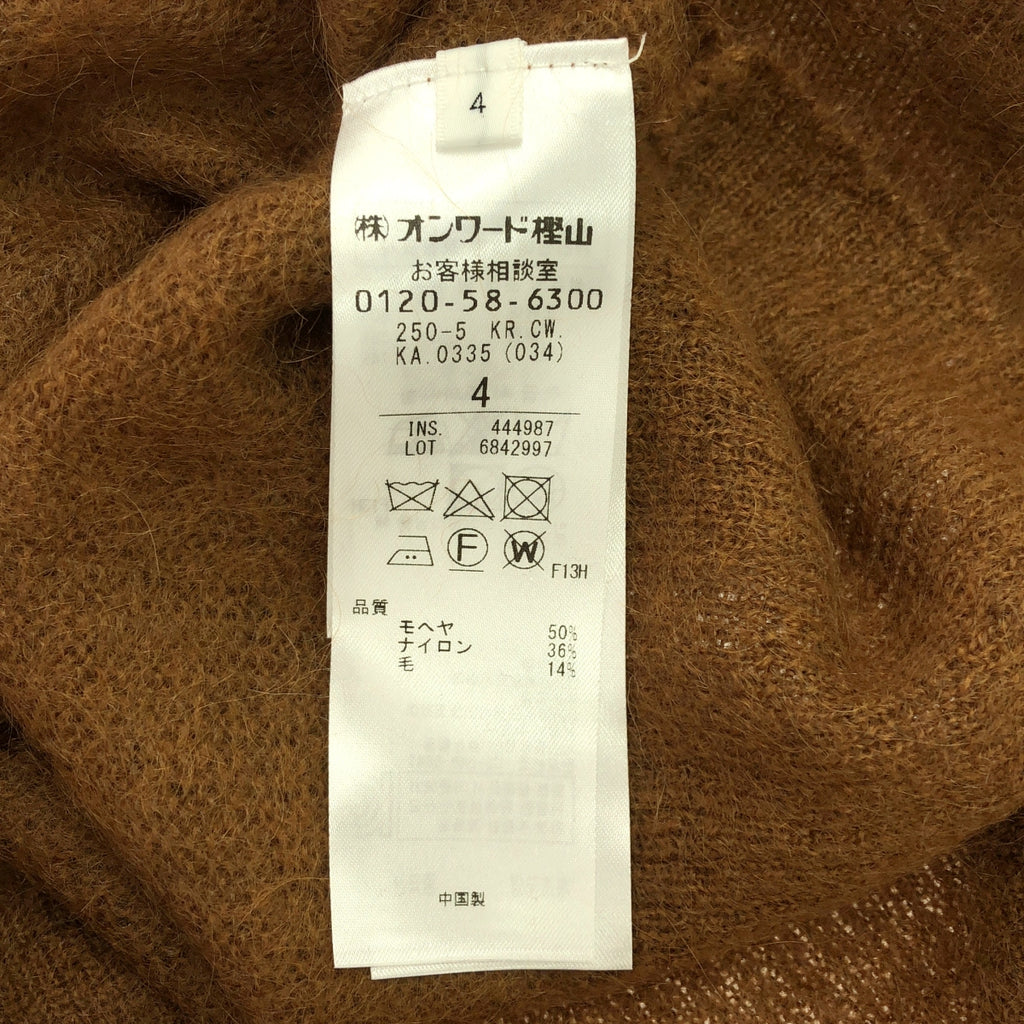 4
㈱オンワード樫山
お客様相談室
0120-58-6300
250-5 KR.CW.
KA.0335 (034)
4
INS. 444987
LOT 6842997
F
W
F13H
品質
モヘヤ 50%
ナイロン 36%
毛 14%
中国製